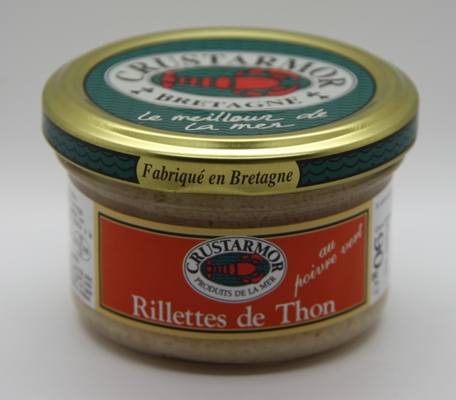 CRUSTARMOR
BRETAGNE
Le meilleur de
la mer
Fabriqué en Bretagne
CRUSTARMOR
PRODUITS DE LA MER
au
poivre vert
Rillettes de Thon